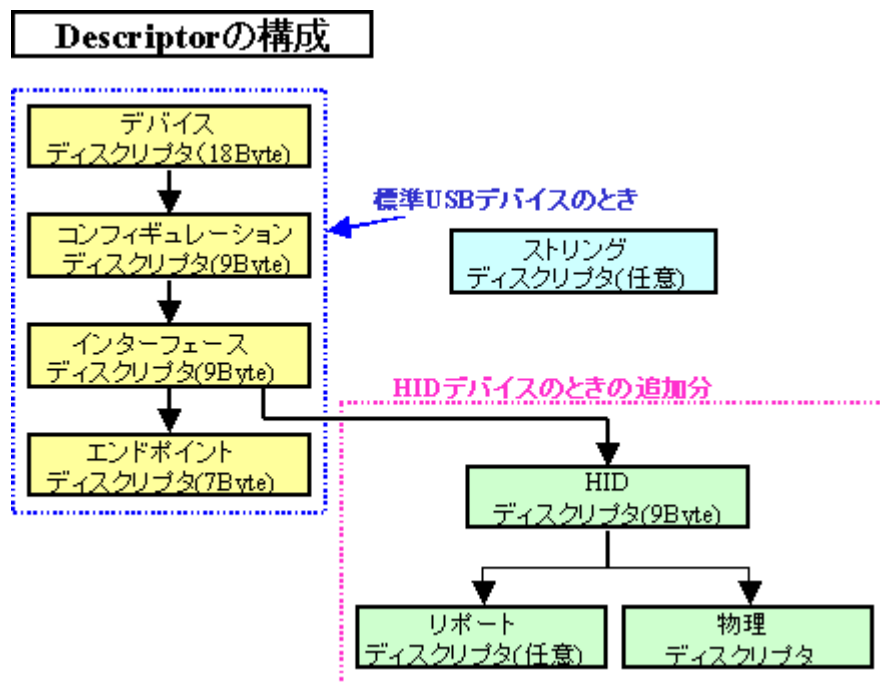 Descriptorの構成
デバイス
ディスクリプタ(18Byte)
標準USBデバイスのとき
コンフィギュレーション
ディスクリプタ(9Byte)
ストリング
ディスクリプタ(任意)
インターフェース
ディスクリプタ(9Byte)
HIDデバイスのときの追加分
エンドポイント
ディスクリプタ(7Byte)
HID
ディスクリプタ(9Byte)
リポート
ディスクリプタ(任意)
物理
ディスクリプタ